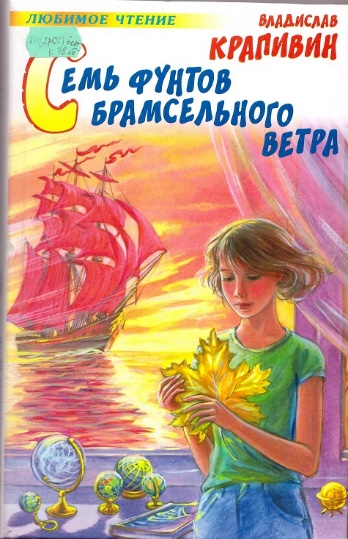 ЛЮБИМОЕ ЧТЕНИЕ
ВЛАДИСЛАВ
КРАПИВИН
СЕМЬ ФУНТОВ
БРАМСЕЛЬНОГО
ВЕТРА